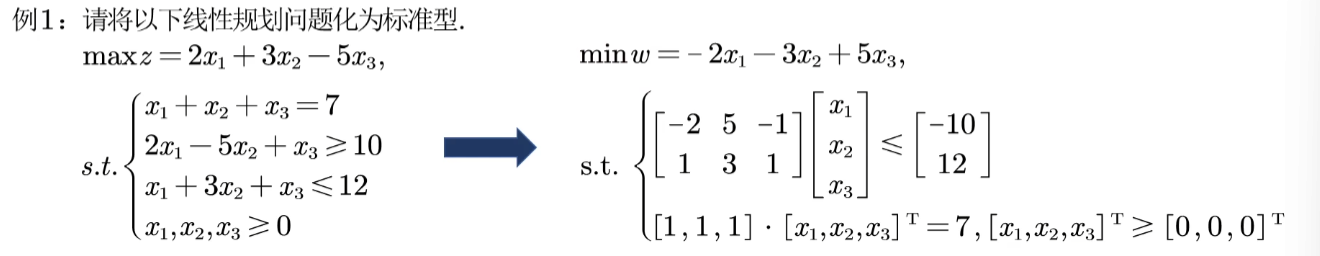 例1：请将以下线性规划问题化为标准型.
max z = 2x₁ + 3x₂ − 5x₃,
s.t. { x₁ + x₂ + x₃ = 7
2x₁ − 5x₂ + x₃ ⩾ 10
x₁ + 3x₂ + x₃ ⩽ 12
x₁,x₂,x₃ ⩾ 0
min w = − 2x₁ − 3x₂ + 5x₃,
s.t. { [−2 5 −1; 1 3 1] [x₁; x₂; x₃] ⩽ [−10; 12]
[1, 1, 1] · [x₁,x₂,x₃]ᵀ = 7, [x₁,x₂,x₃]ᵀ ⩾ [0, 0, 0]ᵀ